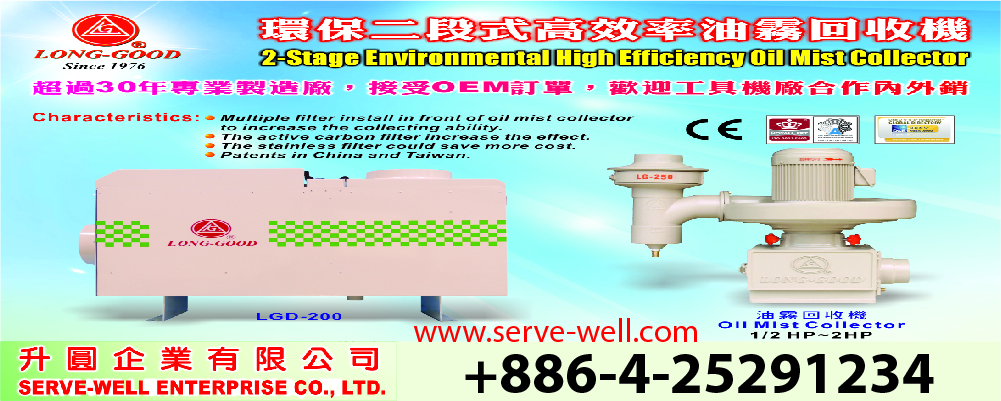 LONG-GOOD
Since 1976
環保二段式高效率油霧回收機
2-Stage Environmental High Efficiency Oil Mist Collector
超過30年專業製造廠，接受OEM訂單，歡迎工具機廠合作內外銷
Characteristics: • Multiple filter install in front of oil mist collector
to increase the collecting ability.
• The active carbon filter increase the effect.
• The stainless filter could save more cost.
• Patents in China and Taiwan.
CE
LG-250
LONG-GOOD
LONG-GOOD
LGD-200
油霧回收機
Oil Mist Collector
1/2 HP~2HP
www.serve-well.com
升圓企業有限公司
SERVE-WELL ENTERPRISE CO., LTD.
+886-4-25291234